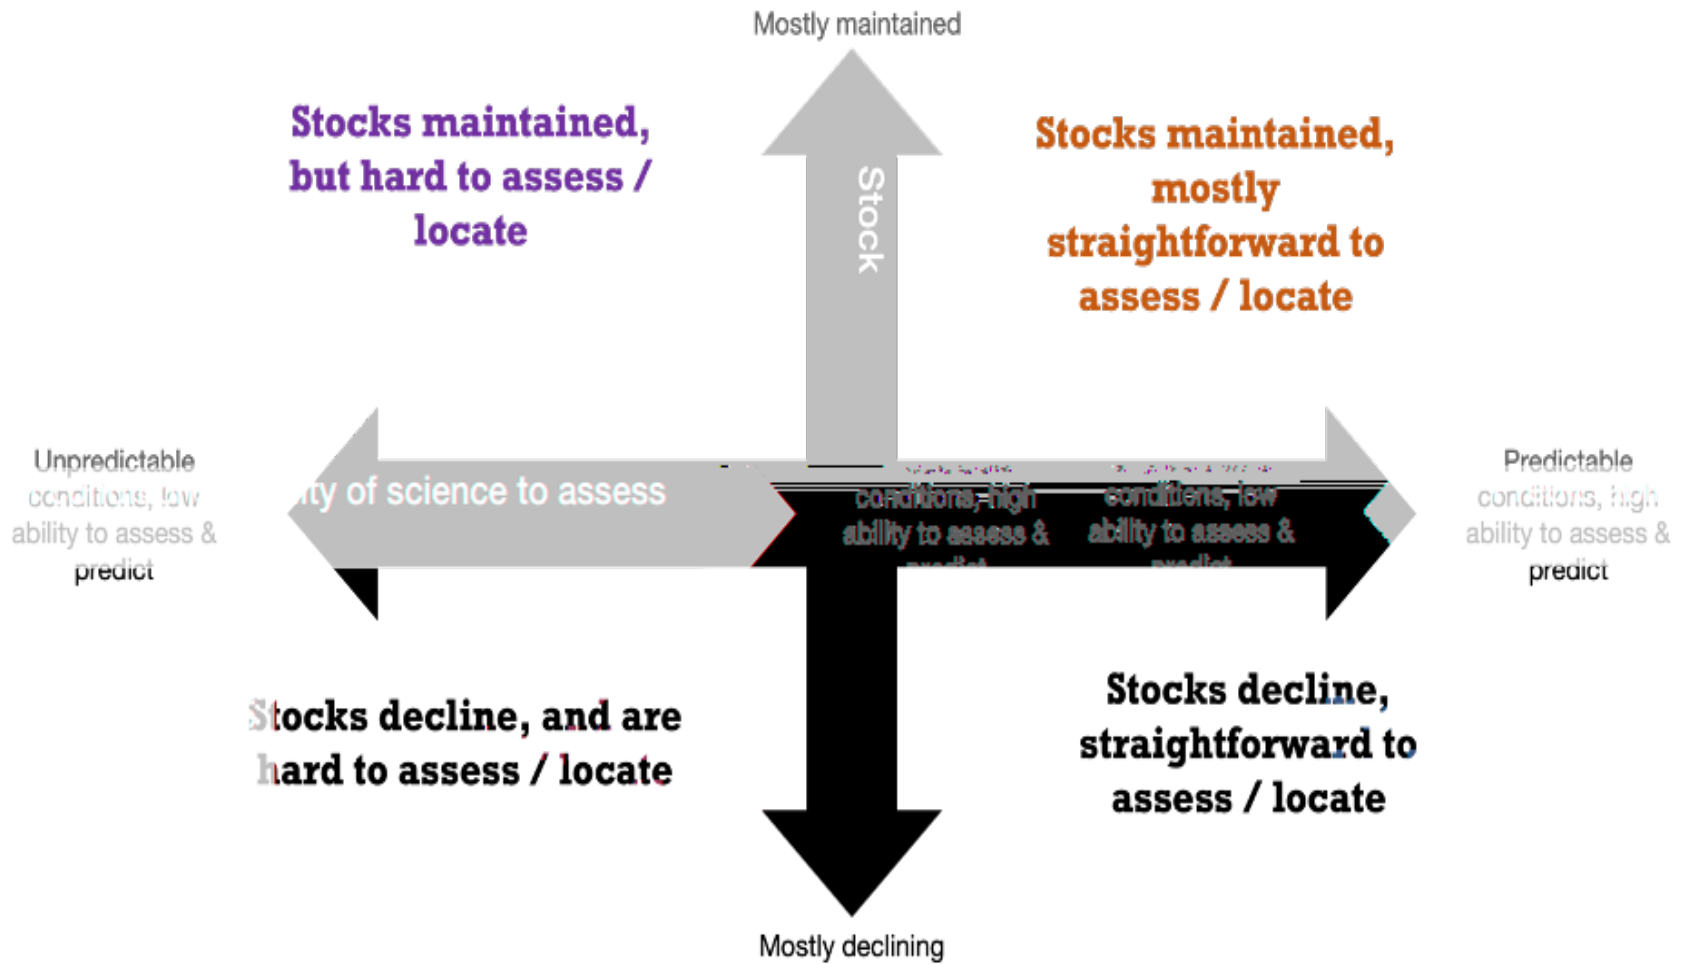 Mostly maintained
Stocks maintained,
but hard to assess /
locate
Stocks maintained,
mostly
straightforward to
assess / locate
Stock
Unpredictable
conditions, low
ability to assess &
predict
ity of science to assess
conditions, high
ability to assess &
predict
conditions, low
ability to assess &
predict
Predictable
conditions, high
ability to assess &
predict
Stocks decline, and are
hard to assess / locate
Stocks decline,
straightforward to
assess / locate
Mostly declining